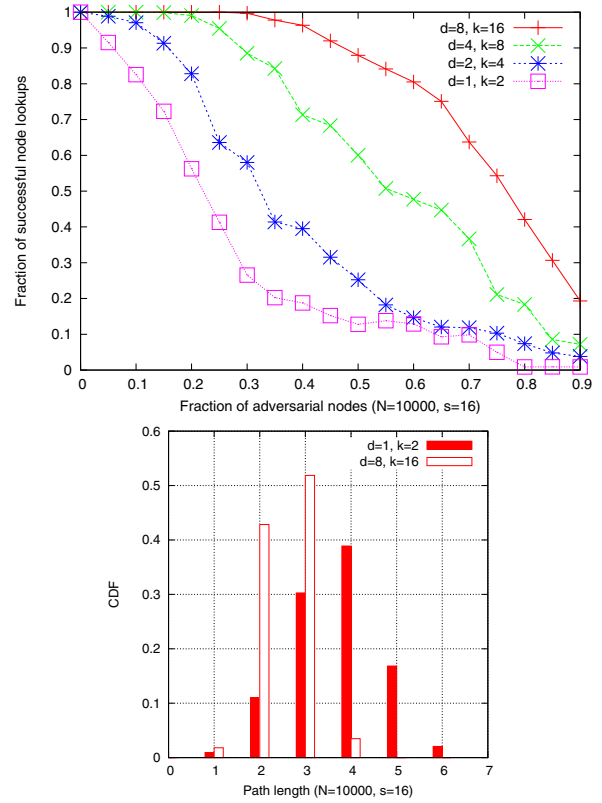 Fraction of successful node lookups
1
0.9
0.8
0.7
0.6
0.5
0.4
0.3
0.2
0.1
0
d=8, k=16
d=4, k=8
d=2, k=4
d=1, k=2
0 0.1 0.2 0.3 0.4 0.5 0.6 0.7 0.8 0.9
Fraction of adversarial nodes (N=10000, s=16)
CDF
0.6
0.5
0.4
0.3
0.2
0.1
0
d=1, k=2
d=8, k=16
0 1 2 3 4 5 6 7
Path length (N=10000, s=16)